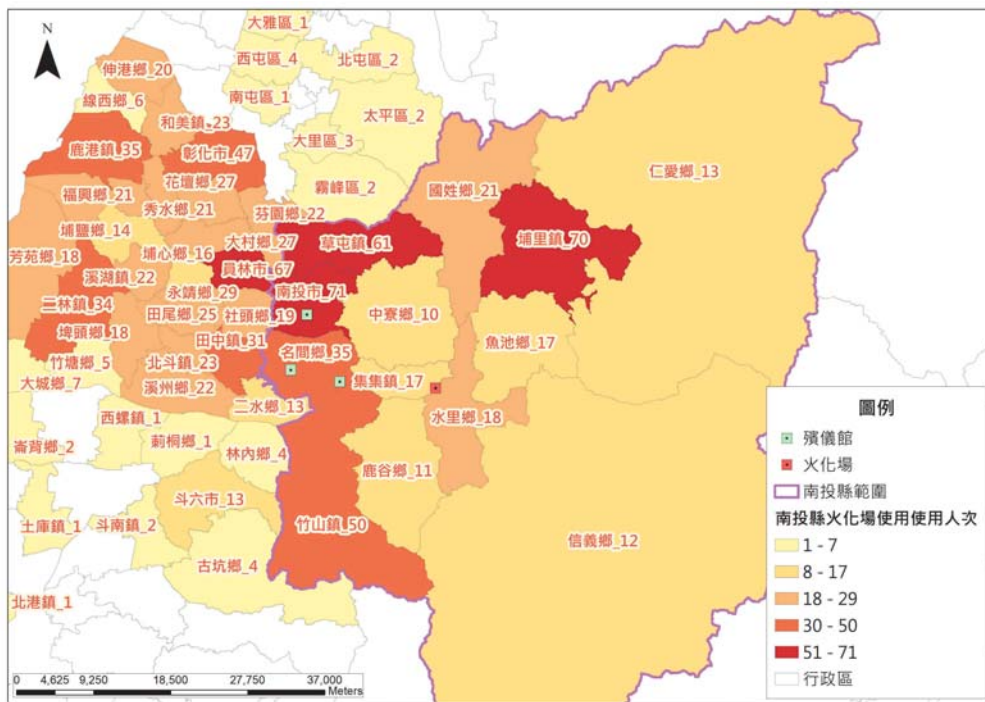 N
大雅區_1
西屯區_4
北屯區_2
伸港鄉_20
線西鄉_6
南屯區_1
太平區_2
和美鎮_23
大里區_3
鹿港鎮_35
彰化市_47
仁愛鄉_13
花壇鄉_27
霧峰區_2
國姓鄉_21
福興鄉_21
秀水鄉_21
芬園鄉_22
埔鹽鄉_14
大村鄉_27
草屯鎮_61
埔里鎮_70
芳苑鄉_18
埔心鄉_16
員林市_67
溪湖鎮_22
永靖鄉_29
南投市_71
二林鎮_34
田尾鄉_25
社頭鄉_19
中寮鄉_10
埤頭鄉_18
田中鎮_31
魚池鄉_17
竹塘鄉_5
北斗鎮_23
名間鄉_35
大城鄉_7
溪州鄉_22
集集鎮_17
二水鄉_13
水里鄉_18
西螺鎮_1
崙背鄉_2
莿桐鄉_1
林內鄉_4
鹿谷鄉_11
斗六市_13
土庫鎮_1
斗南鎮_2
竹山鎮_50
信義鄉_12
古坑鄉_4
北港鎮_1
圖例
殯儀館
火化場
南投縣範圍
南投縣火化場使用使用人次
1 - 7
8 - 17
18 - 29
30 - 50
51 - 71
行政區
0 4,625 9,250 18,500 27,750 37,000
Meters